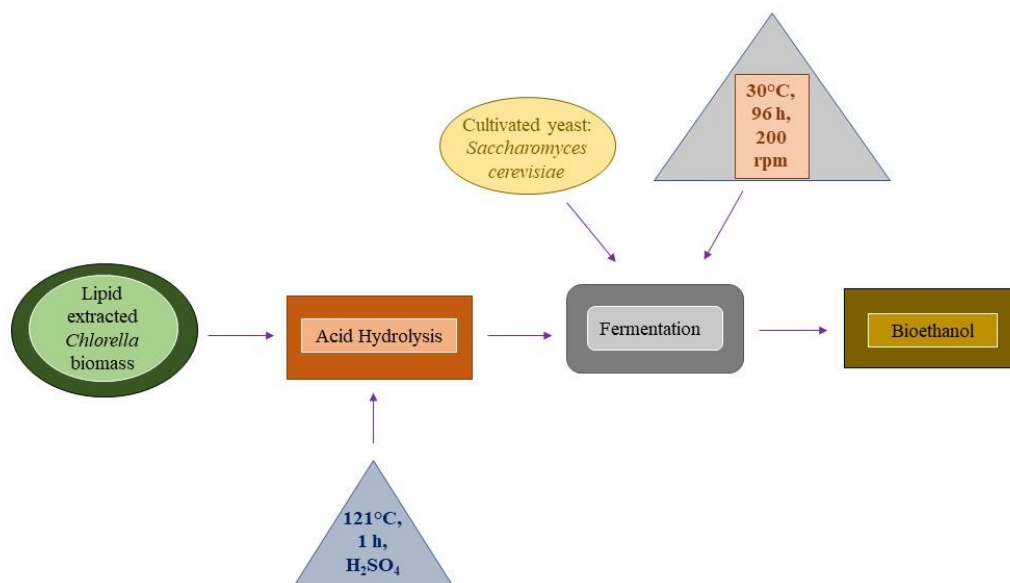 30°C,
96 h,
200
rpm
Cultivated yeast:
Saccharomyces
cerevisiae
Lipid
extracted
Chlorella
biomass
Acid Hydrolysis
Fermentation
Bioethanol
121°C,
1 h,
H₂SO₄